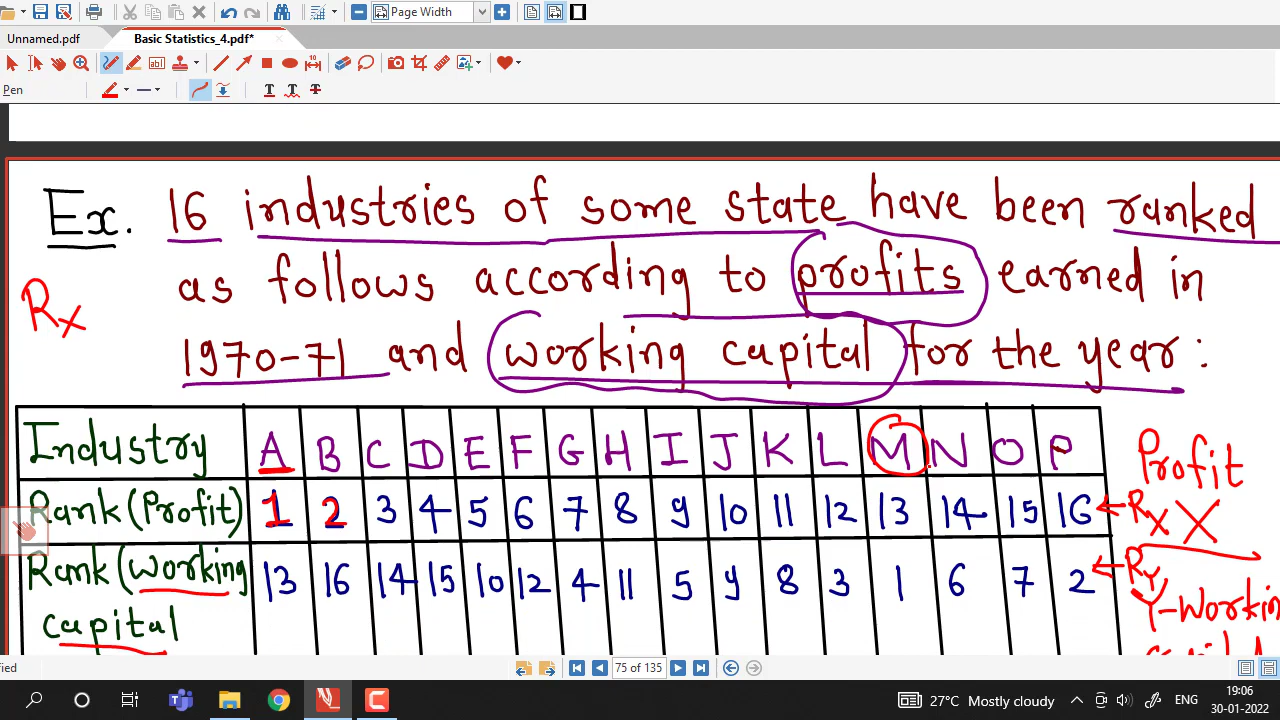 Page Width
Unnamed.pdf
Basic Statistics_4.pdf*
10
Pen
Ex. 16 industries of some state have been ranked
as follows according to profits earned in
1970-71 and working capital for the year:
Rx
Industry A B C D E F G H I J K L M N O P
Rank (Profit) 1 2 3 4 5 6 7 8 9 10 11 12 13 14 15 16
Rank (working capital 13 16 14 15 10 12 4 11 5 9 8 3 1 6 7 2
Profit
Rx X
Ry
Y-Workin
fied
75 of 135
27°C Mostly cloudy
ENG
19:06
30-01-2022